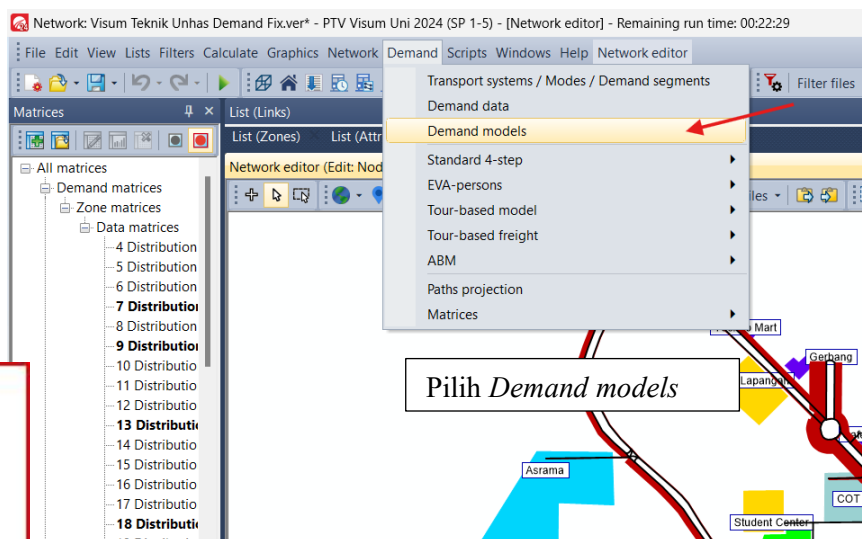 Network: Visum Teknik Unhas Demand Fix.ver* - PTV Visum Uni 2024 (SP 1-5) - [Network editor] - Remaining run time: 00:22:29
File Edit View Lists Filters Calculate Graphics Network Demand Scripts Windows Help Network editor
Filter files
Matrices
List (Links)
List (Zones) List (Attr
Network editor (Edit: Nod
iles
Transport systems / Modes / Demand segments
Demand data
Demand models
Standard 4-step
EVA-persons
Tour-based model
Tour-based freight
ABM
Paths projection
Matrices
All matrices
Demand matrices
Zone matrices
Data matrices
4 Distribution
5 Distribution
6 Distribution
7 Distribution
8 Distribution
9 Distribution
10 Distributio
11 Distributio
12 Distributio
13 Distributi
14 Distributio
15 Distributio
16 Distributio
17 Distributio
18 Distributi
Pilih Demand models
Mart
Gerbang
Lapangan
Asrama
COT
Student Center